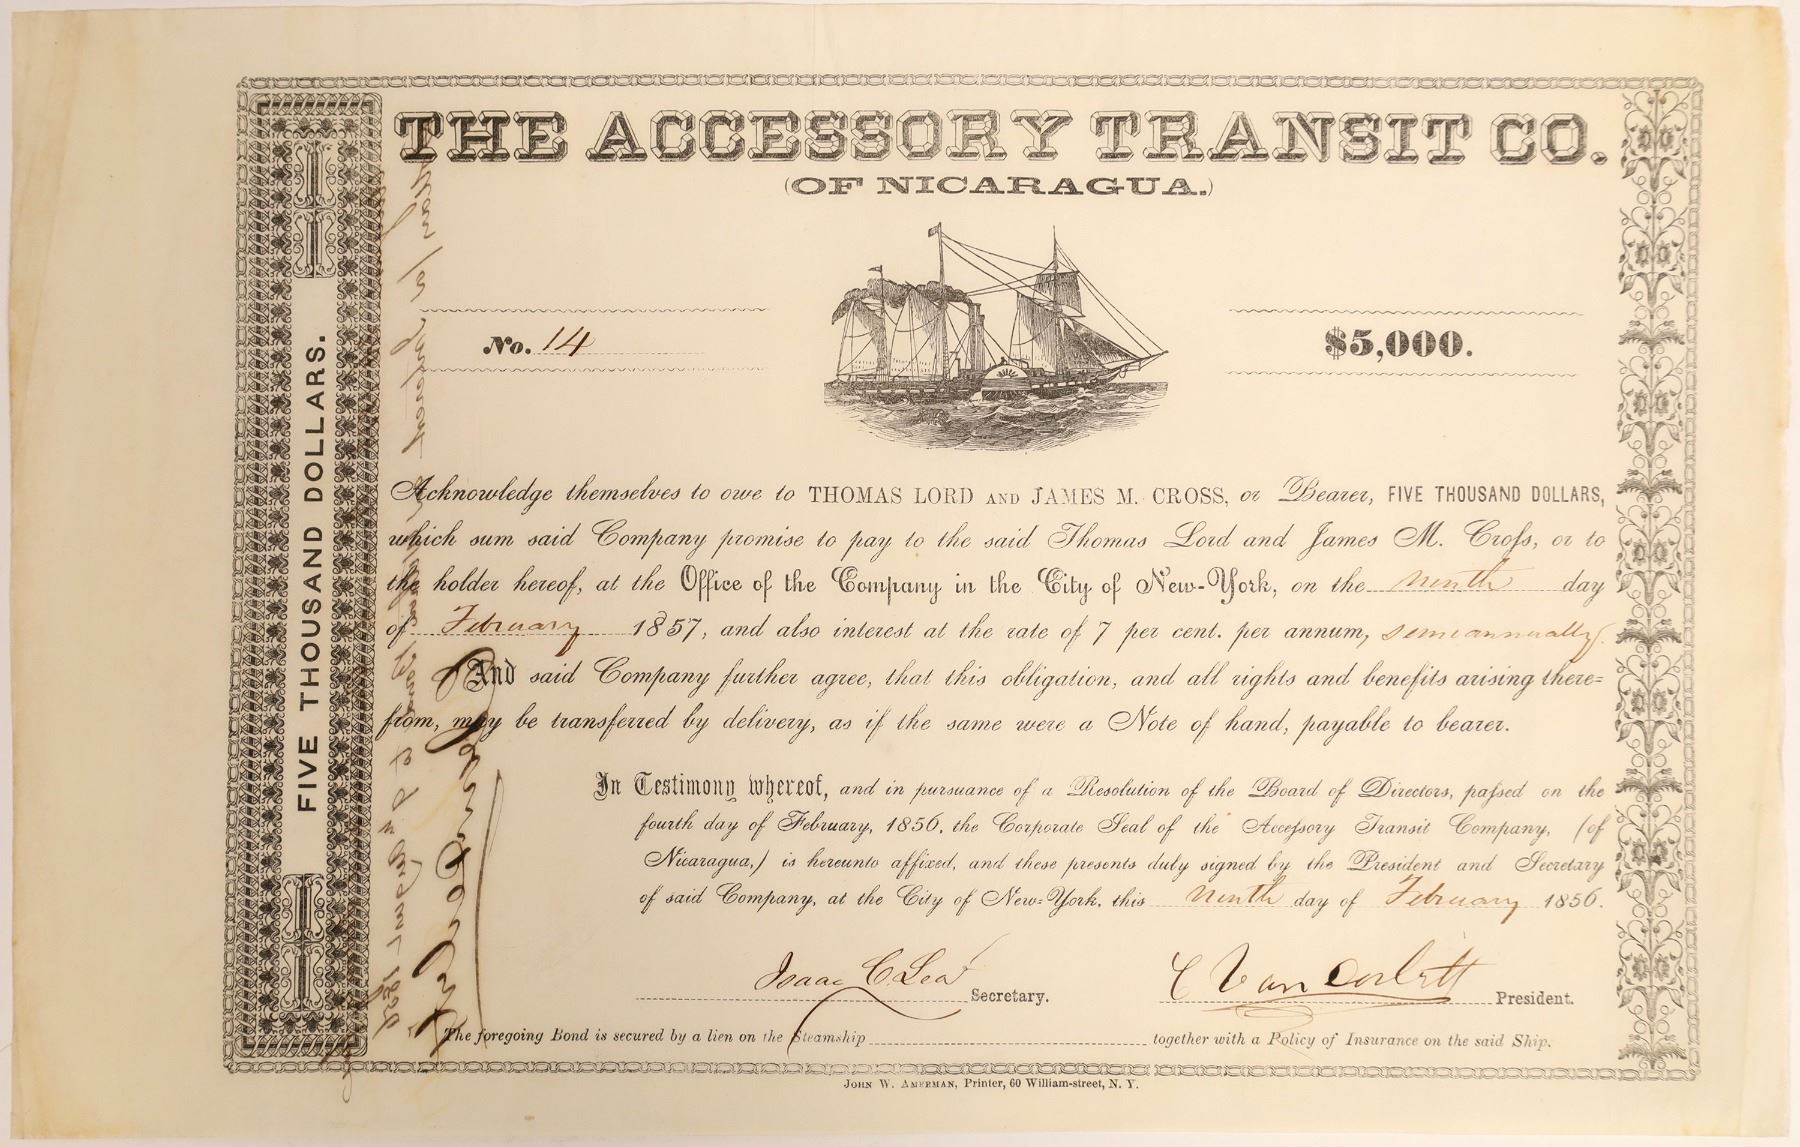 THE ACCESSORY TRANSIT CO.
(OF NICARAGUA.)
No. 14
$5,000.
FIVE THOUSAND DOLLARS.
Acknowledge themselves to owe to THOMAS LORD AND JAMES M. CROSS, or Bearer, FIVE THOUSAND DOLLARS,
which sum said Company promise to pay to the said Thomas Lord and James M. Cross, or to
the holder hereof, at the Office of the Company in the City of New-York, on the ninth day
of February 1857, and also interest at the rate of 7 per cent. per annum, semiannually.
And said Company further agree, that this obligation, and all rights and benefits arising there=
from, may be transferred by delivery, as if the same were a Note of hand, payable to bearer.
In Testimony whereof, and in pursuance of a Resolution of the Board of Directors, passed on the
fourth day of February, 1856, the Corporate Seal of the Accessory Transit Company, (of
Nicaragua,) is hereunto affixed, and these presents duly signed by the President and Secretary
of said Company, at the City of New=York, this ninth day of February 1856.
Isaac C. Lea Secretary.
C Vanderbilt President.
The foregoing Bond is secured by a lien on the Steamship together with a Policy of Insurance on the said Ship.
JOHN W. AMERMAN, Printer, 60 William-street, N. Y.